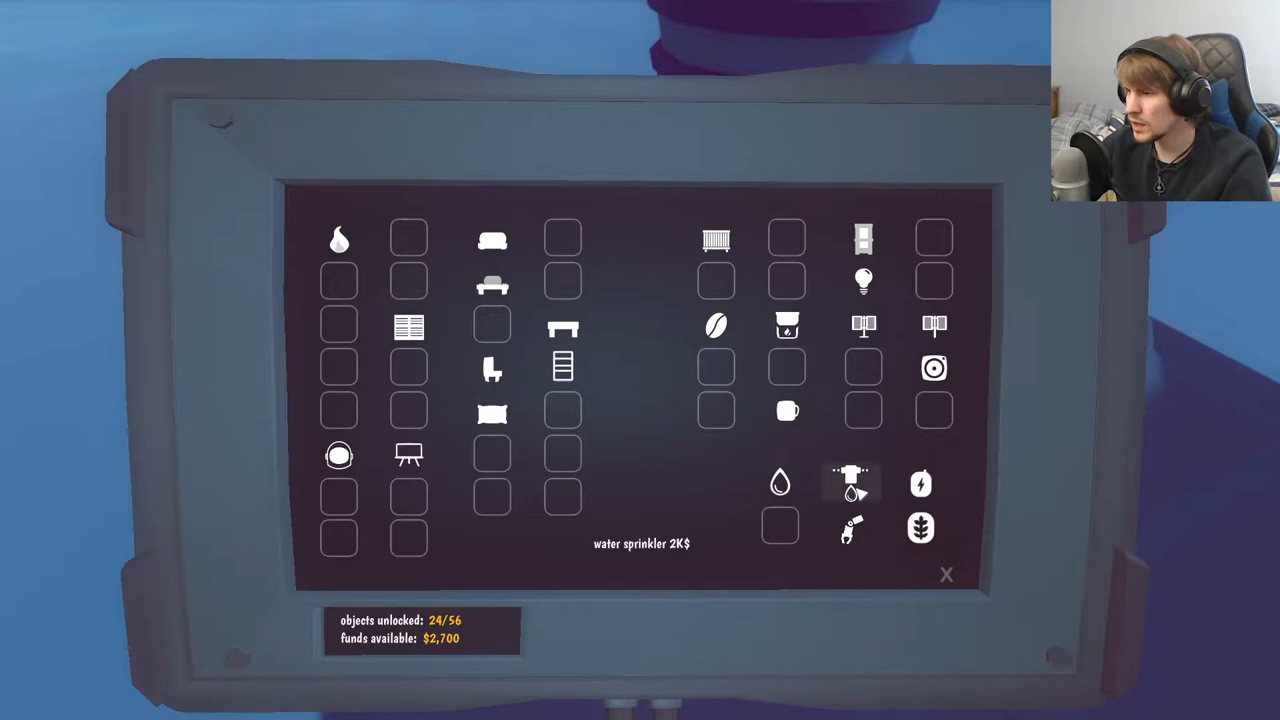 water sprinkler 2K$
X
objects unlocked: 24/56
funds available: $2,700